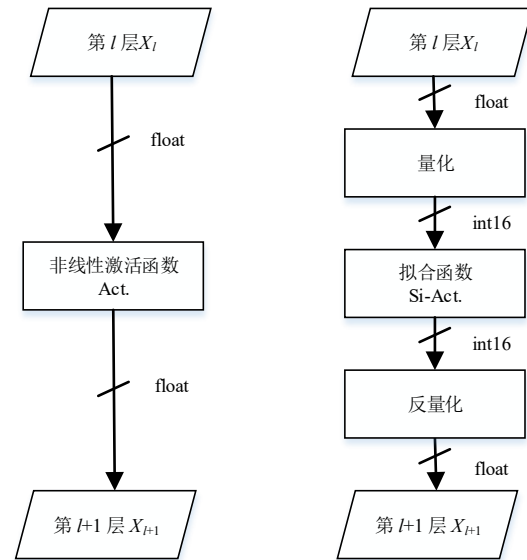 第 l 层X_l
float
非线性激活函数
Act.
float
第 l+1 层 X_{l+1}
第 l 层X_l
float
量化
int16
拟合函数
Si-Act.
int16
反量化
float
第 l+1 层 X_{l+1}